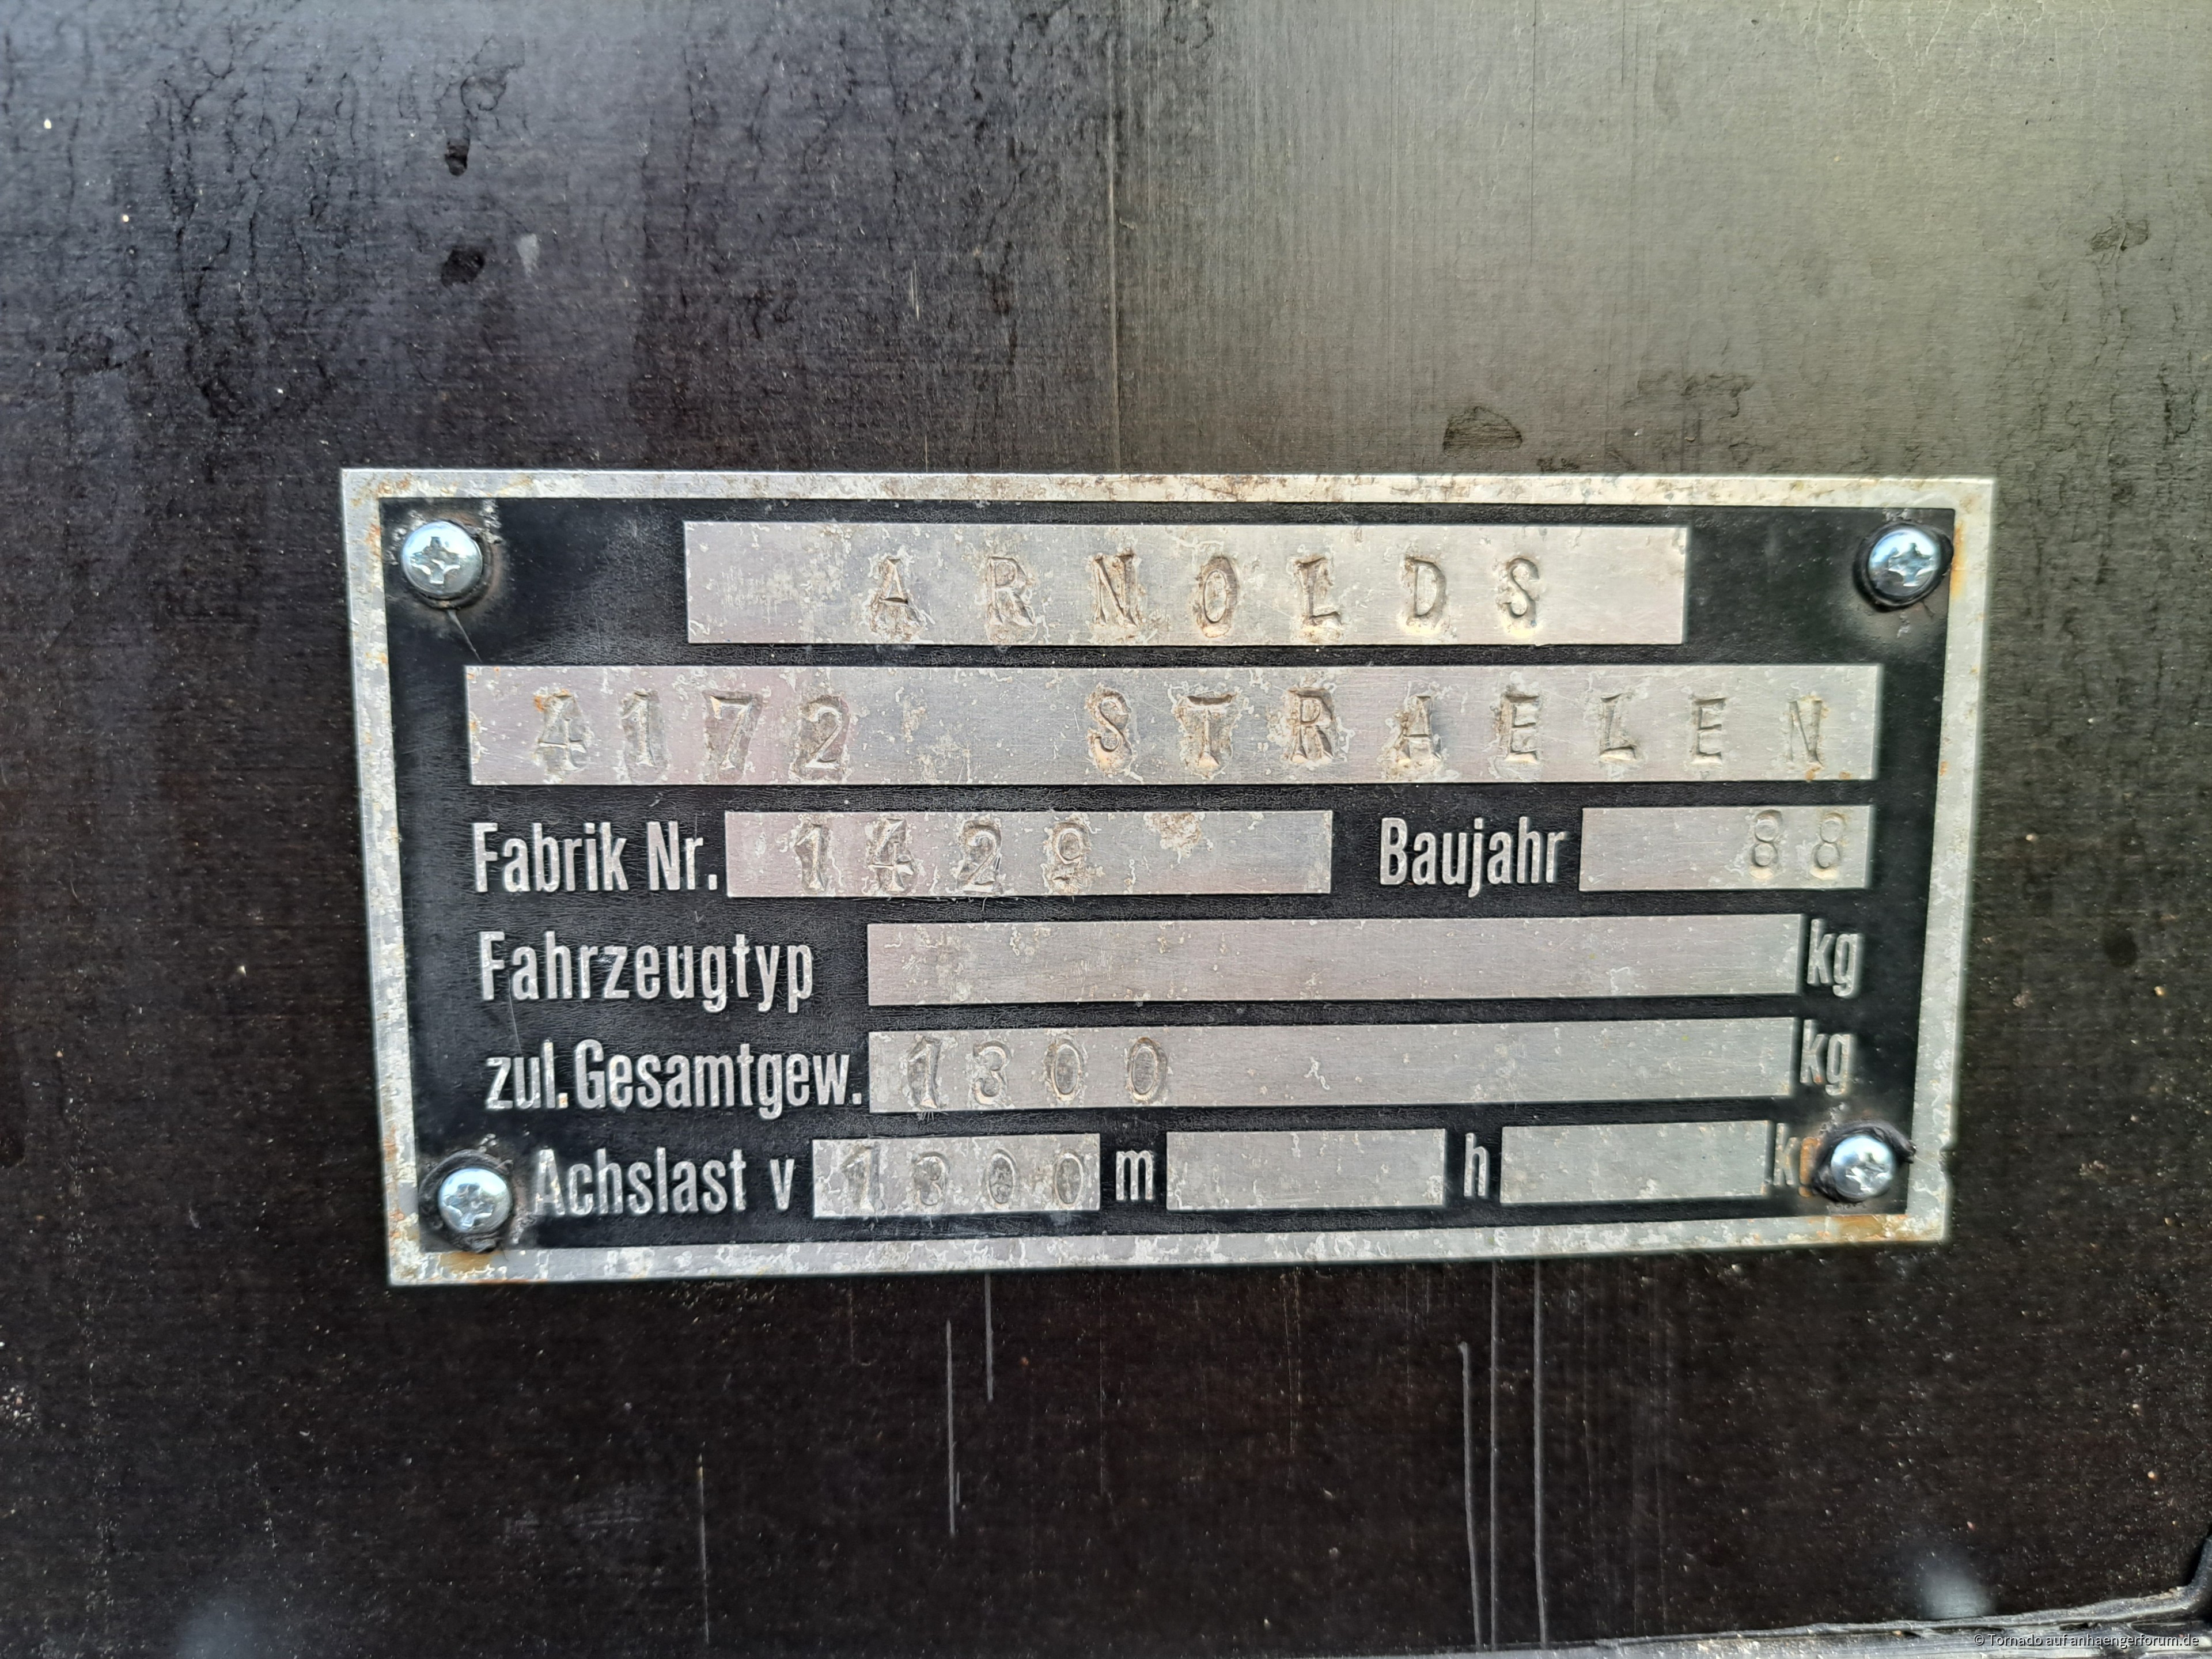 ARNOLDS
4172 STRAELEN
Fabrik Nr. 1429 Baujahr 88
Fahrzeugtyp kg
zul. Gesamtgew. 1300 kg
Achslast v 1300 m h k
© Tornado auf anhaengerforum.de